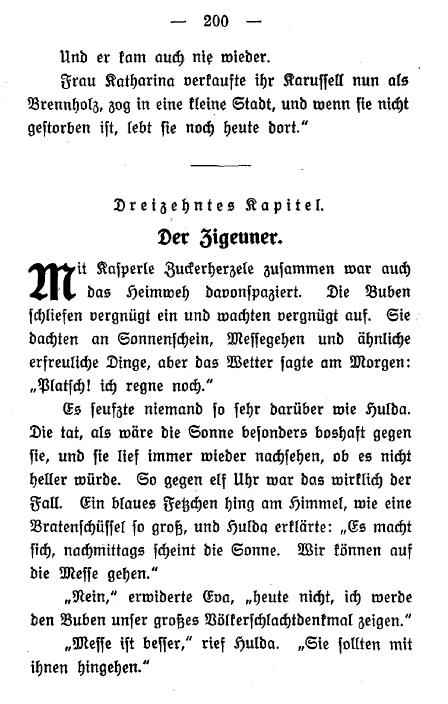 — 200 —
Und er kam auch nie wieder.
Frau Katharina verkaufte ihr Karussell nun als
Brennholz, zog in eine kleine Stadt, und wenn sie nicht
gestorben ist, lebt sie noch heute dort.“
Dreizehntes Kapitel.
Der Zigeuner.
Mit Kasperle Zuckerherzele zusammen war auch
das Heimweh davonspaziert. Die Buben
schliefen vergnügt ein und wachten vergnügt auf. Sie
dachten an Sonnenschein, Messegehen und ähnliche
erfreuliche Dinge, aber das Wetter sagte am Morgen:
„Platsch! ich regne noch.“
Es seufzte niemand so sehr darüber wie Hulda.
Die tat, als wäre die Sonne besonders boshaft gegen
sie, und sie lief immer wieder nachsehen, ob es nicht
heller würde. So gegen elf Uhr war das wirklich der
Fall. Ein blaues Fetzchen hing am Himmel, wie eine
Bratenschüssel so groß, und Hulda erklärte: „Es macht
sich, nachmittags scheint die Sonne. Wir können auf
die Messe gehen.“
„Nein,“ erwiderte Eva, „heute nicht, ich werde
den Buben unser großes Völkerschlachtdenkmal zeigen.“
„Messe ist besser,“ rief Hulda. „Sie sollten mit
ihnen hingehen.“